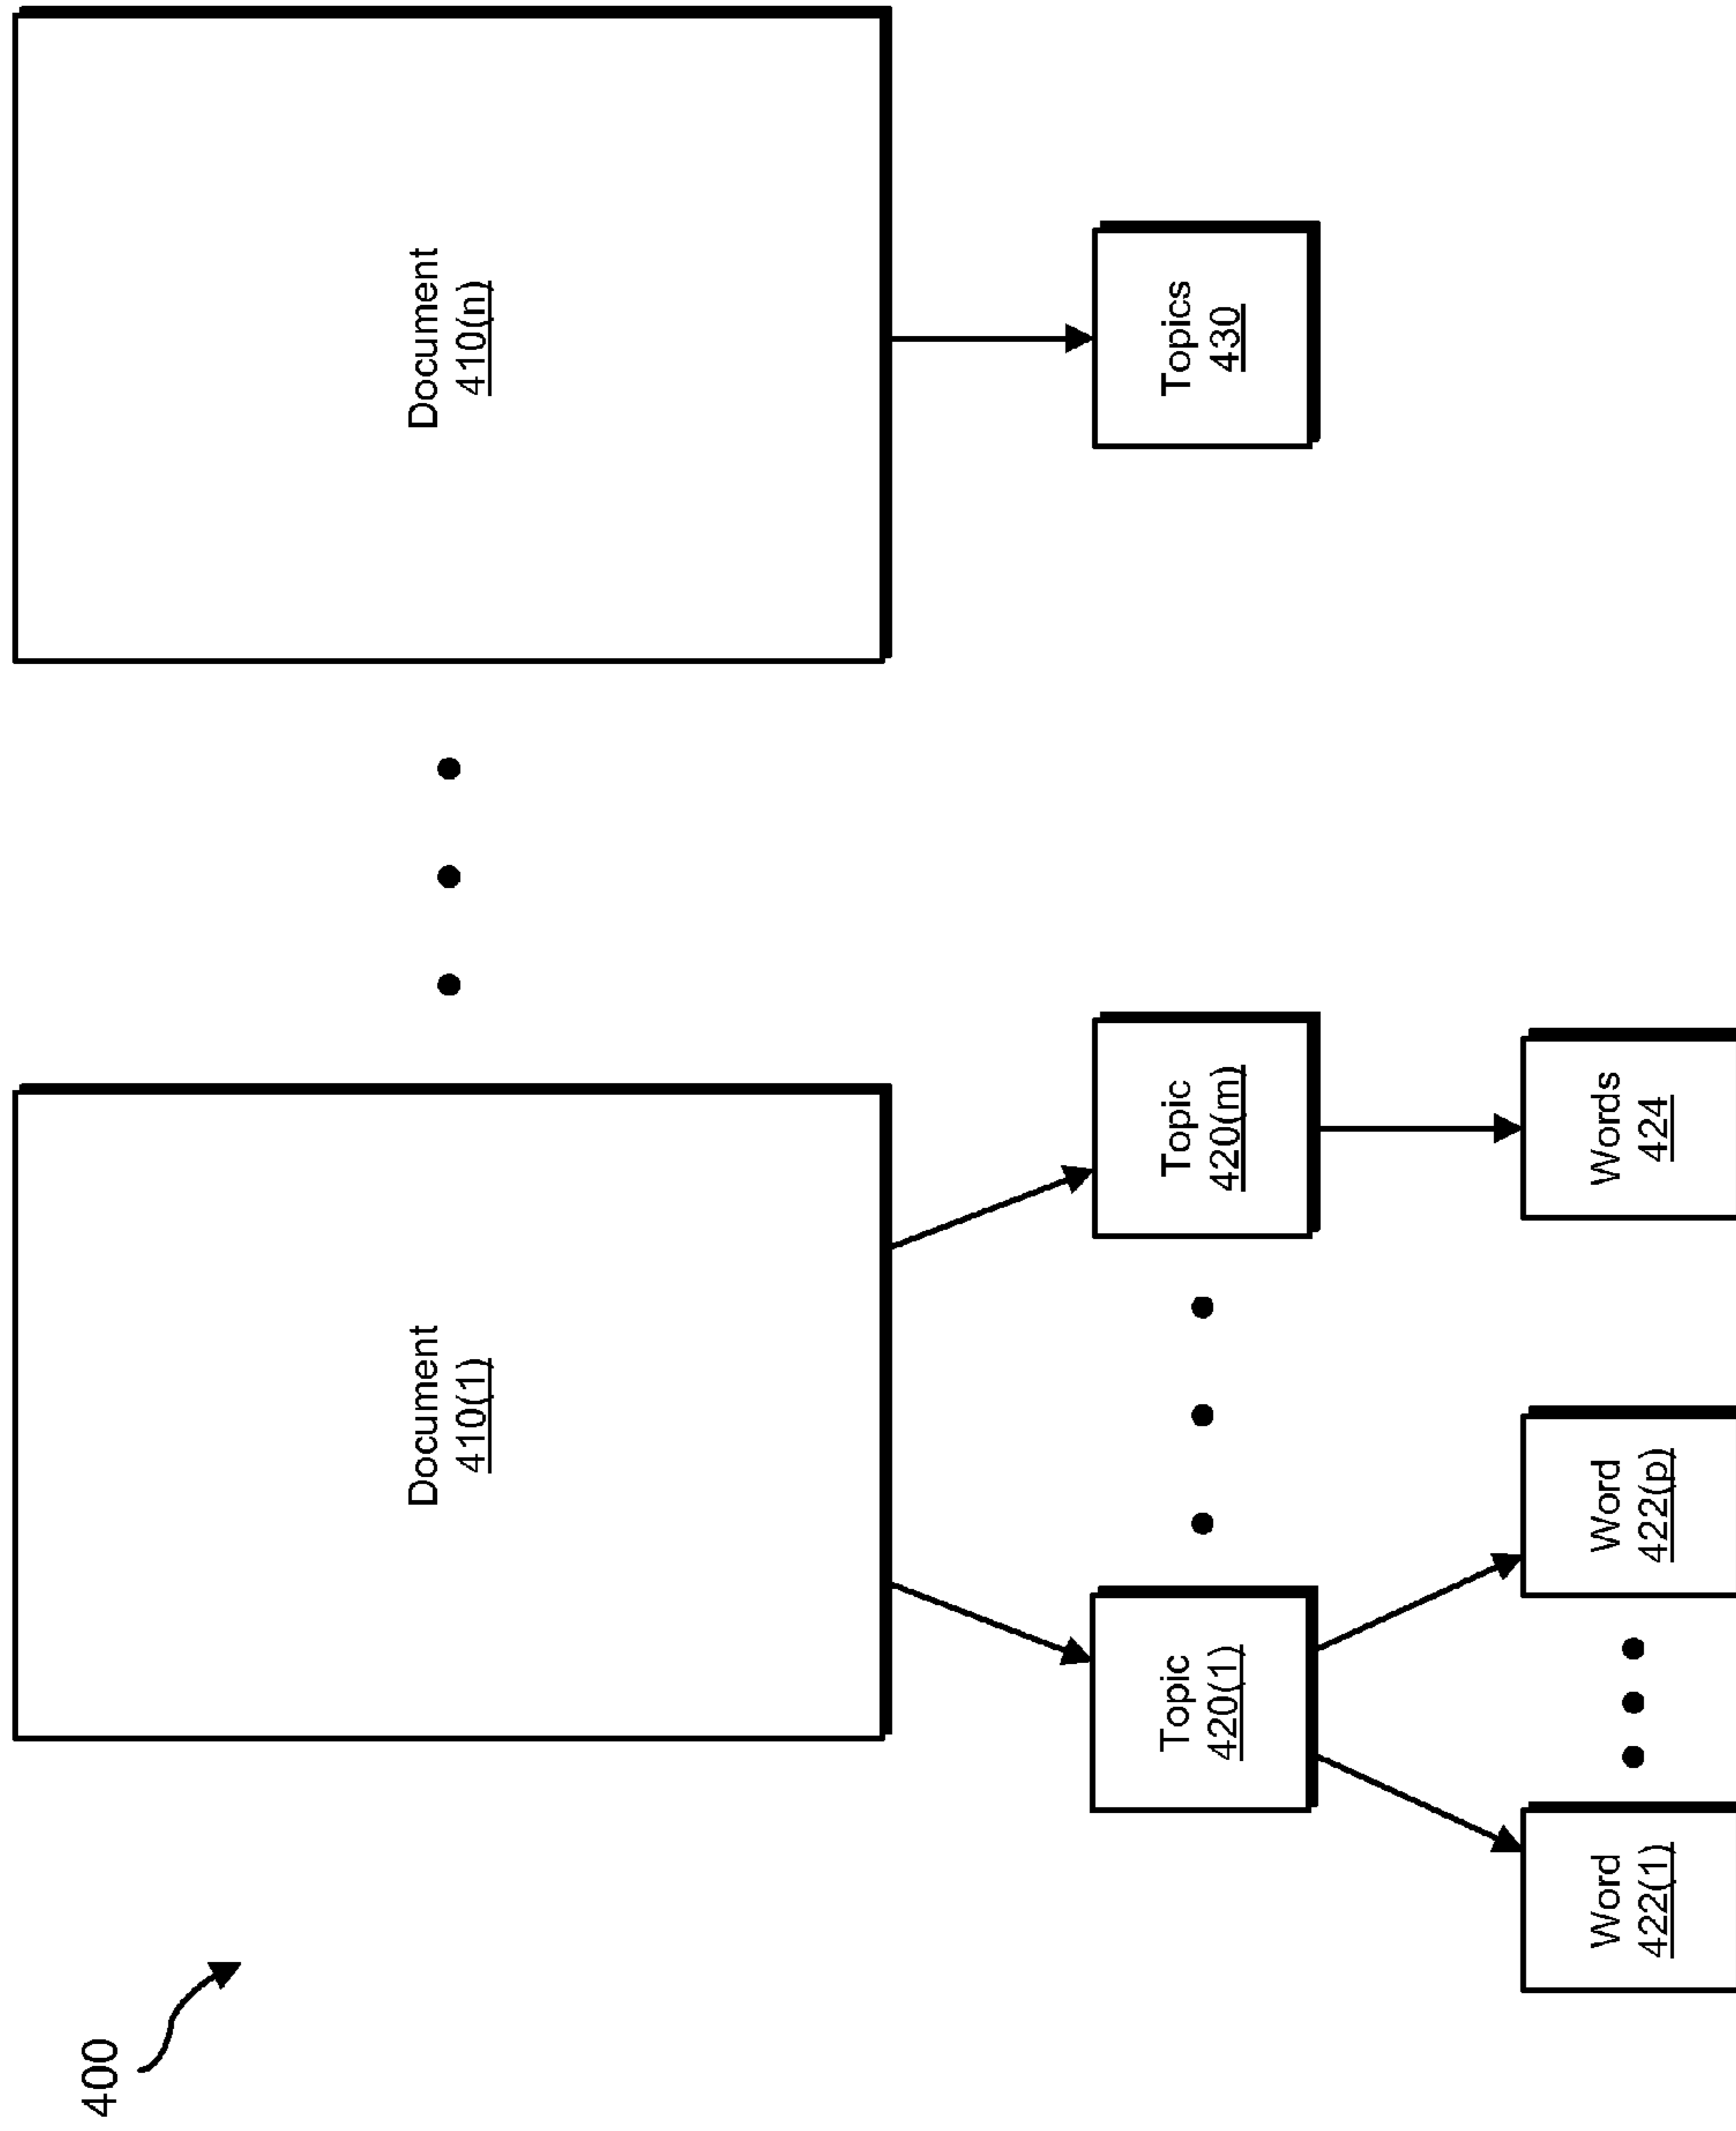 400
Document
410(1)
Document
410(n)
Topic
420(1)
Topic
420(m)
Topics
430
Word
422(1)
Word
422(p)
Words
424